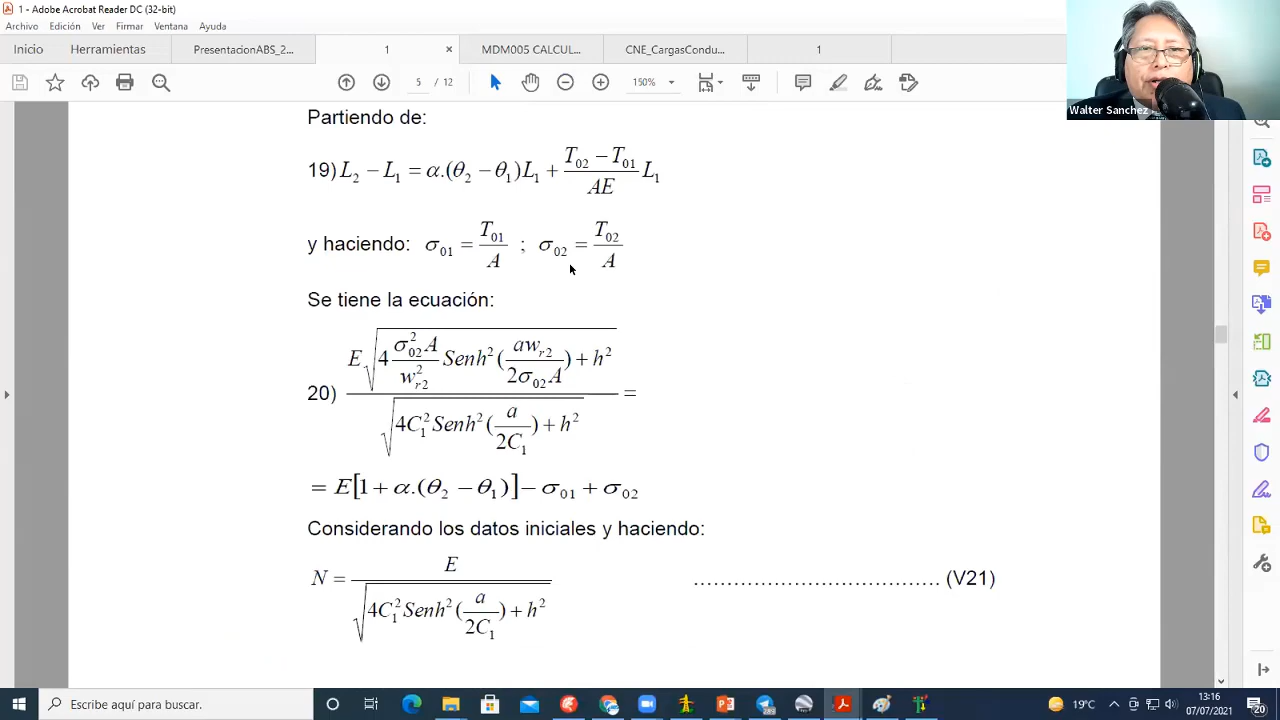 1 - Adobe Acrobat Reader DC (32-bit)
Archivo Edición Ver Firmar Ventana Ayuda
Inicio Herramientas PresentacionABS_2... 1 × MDM005 CALCUL... CNE_CargasCondu... 1
5 / 12 150%
Walter Sanchez
Partiendo de:
19) L₂ − L₁ = α.(θ₂ − θ₁)L₁ + (T₀₂ − T₀₁)/(AE) L₁
y haciendo: σ₀₁ = T₀₁/A ; σ₀₂ = T₀₂/A
Se tiene la ecuación:
20) E√(4 (σ₀₂² A)/(w_r2²) Senh²(aw_r2/(2σ₀₂ A)) + h²) / √(4C₁² Senh²(a/(2C₁)) + h²) =
= E[1 + α.(θ₂ − θ₁)] − σ₀₁ + σ₀₂
Considerando los datos iniciales y haciendo:
N = E / √(4C₁² Senh²(a/(2C₁)) + h²) ..................................... (V21)
Escribe aquí para buscar.
19°C
13:16
07/07/2021
20